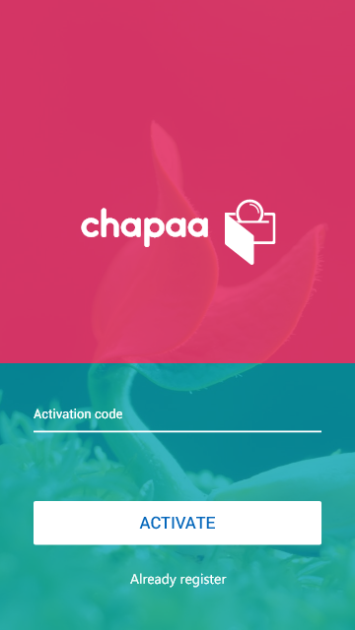 chapaa
Activation code
ACTIVATE
Already register